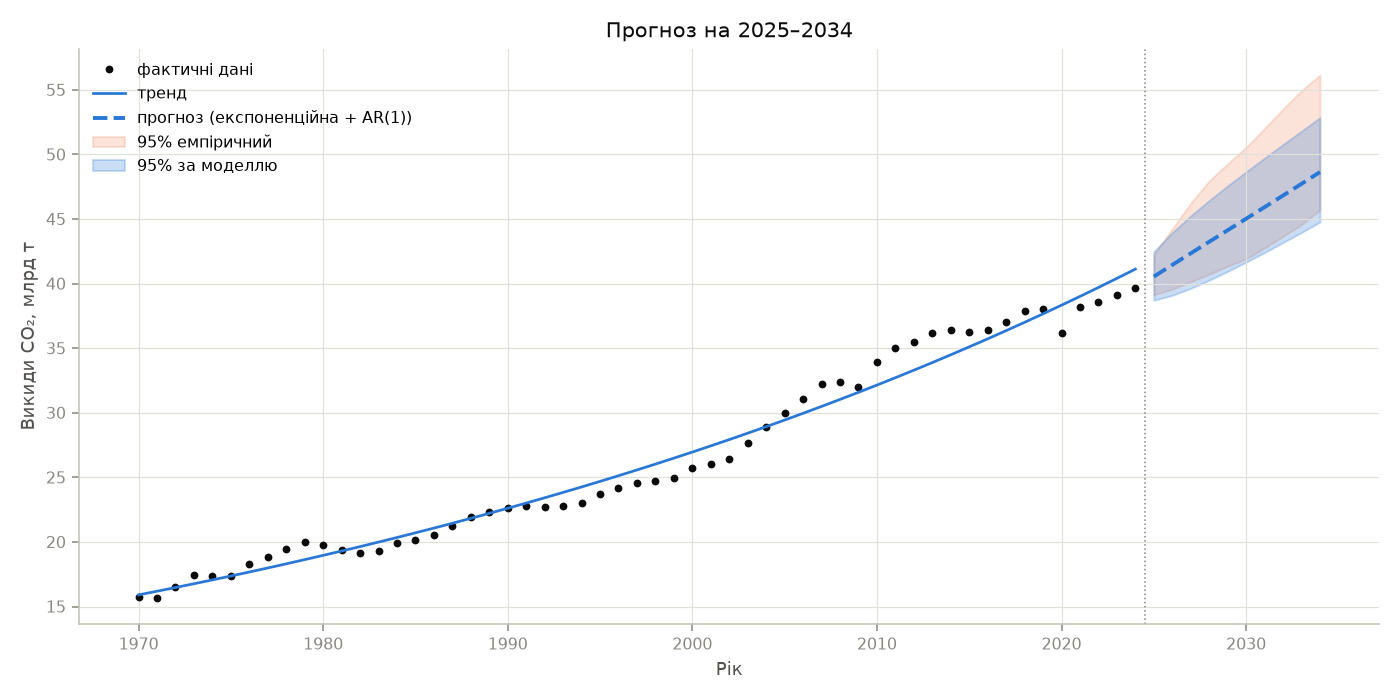 Прогноз на 2025–2034
фактичні дані
тренд
прогноз (експоненційна + AR(1))
95% емпіричний
95% за моделлю
Викиди CO₂, млрд т
55
50
45
40
35
30
25
20
15
1970 1980 1990 2000 2010 2020 2030
Рік